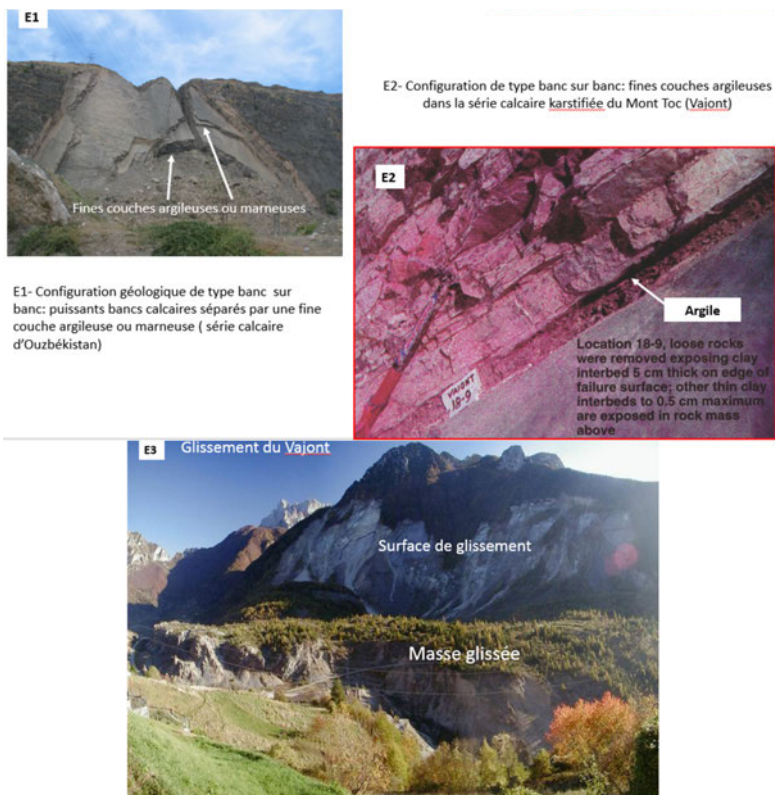 E1
Fines couches argileuses ou marneuses
E1- Configuration géologique de type banc sur
banc: puissants bancs calcaires séparés par une fine
couche argileuse ou marneuse ( série calcaire
d'Ouzbékistan)
E2- Configuration de type banc sur banc: fines couches argileuses
dans la série calcaire karstifiée du Mont Toc (Vajont)
E2
Argile
VAJONT
18-9
Location 18-9, loose rocks
were removed exposing clay
interbed 5 cm thick on edge of
failure surface; other thin clay
interbeds to 0.5 cm maximum
are exposed in rock mass
above
E3
Glissement du Vajont
Surface de glissement
Masse glissée